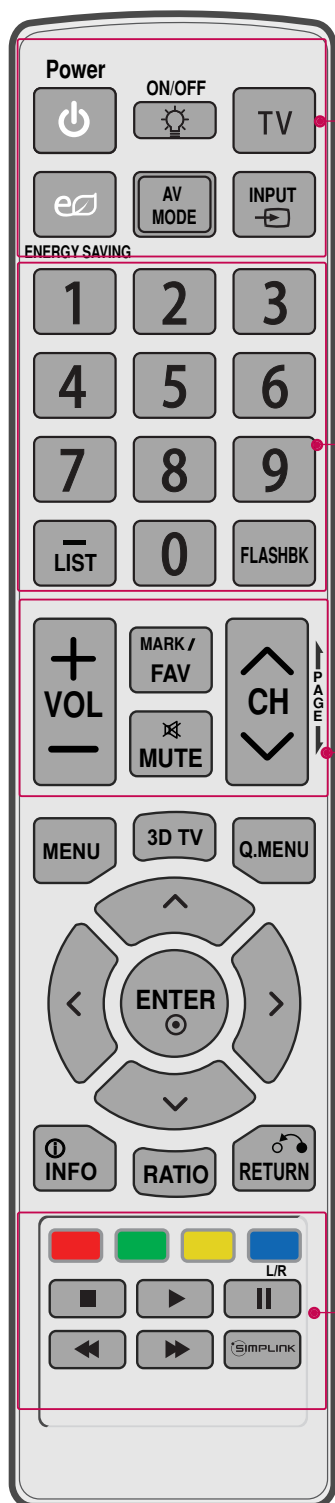 Power
ON/OFF
TV
e
AV
MODE
INPUT
ENERGY SAVING
1 2 3
4 5 6
7 8 9
LIST 0 FLASHBK
+
VOL
-
MARK /
FAV
MUTE
CH
PAGE
MENU 3D TV Q.MENU
ENTER
INFO RATIO RETURN
L/R
SIMPLINK